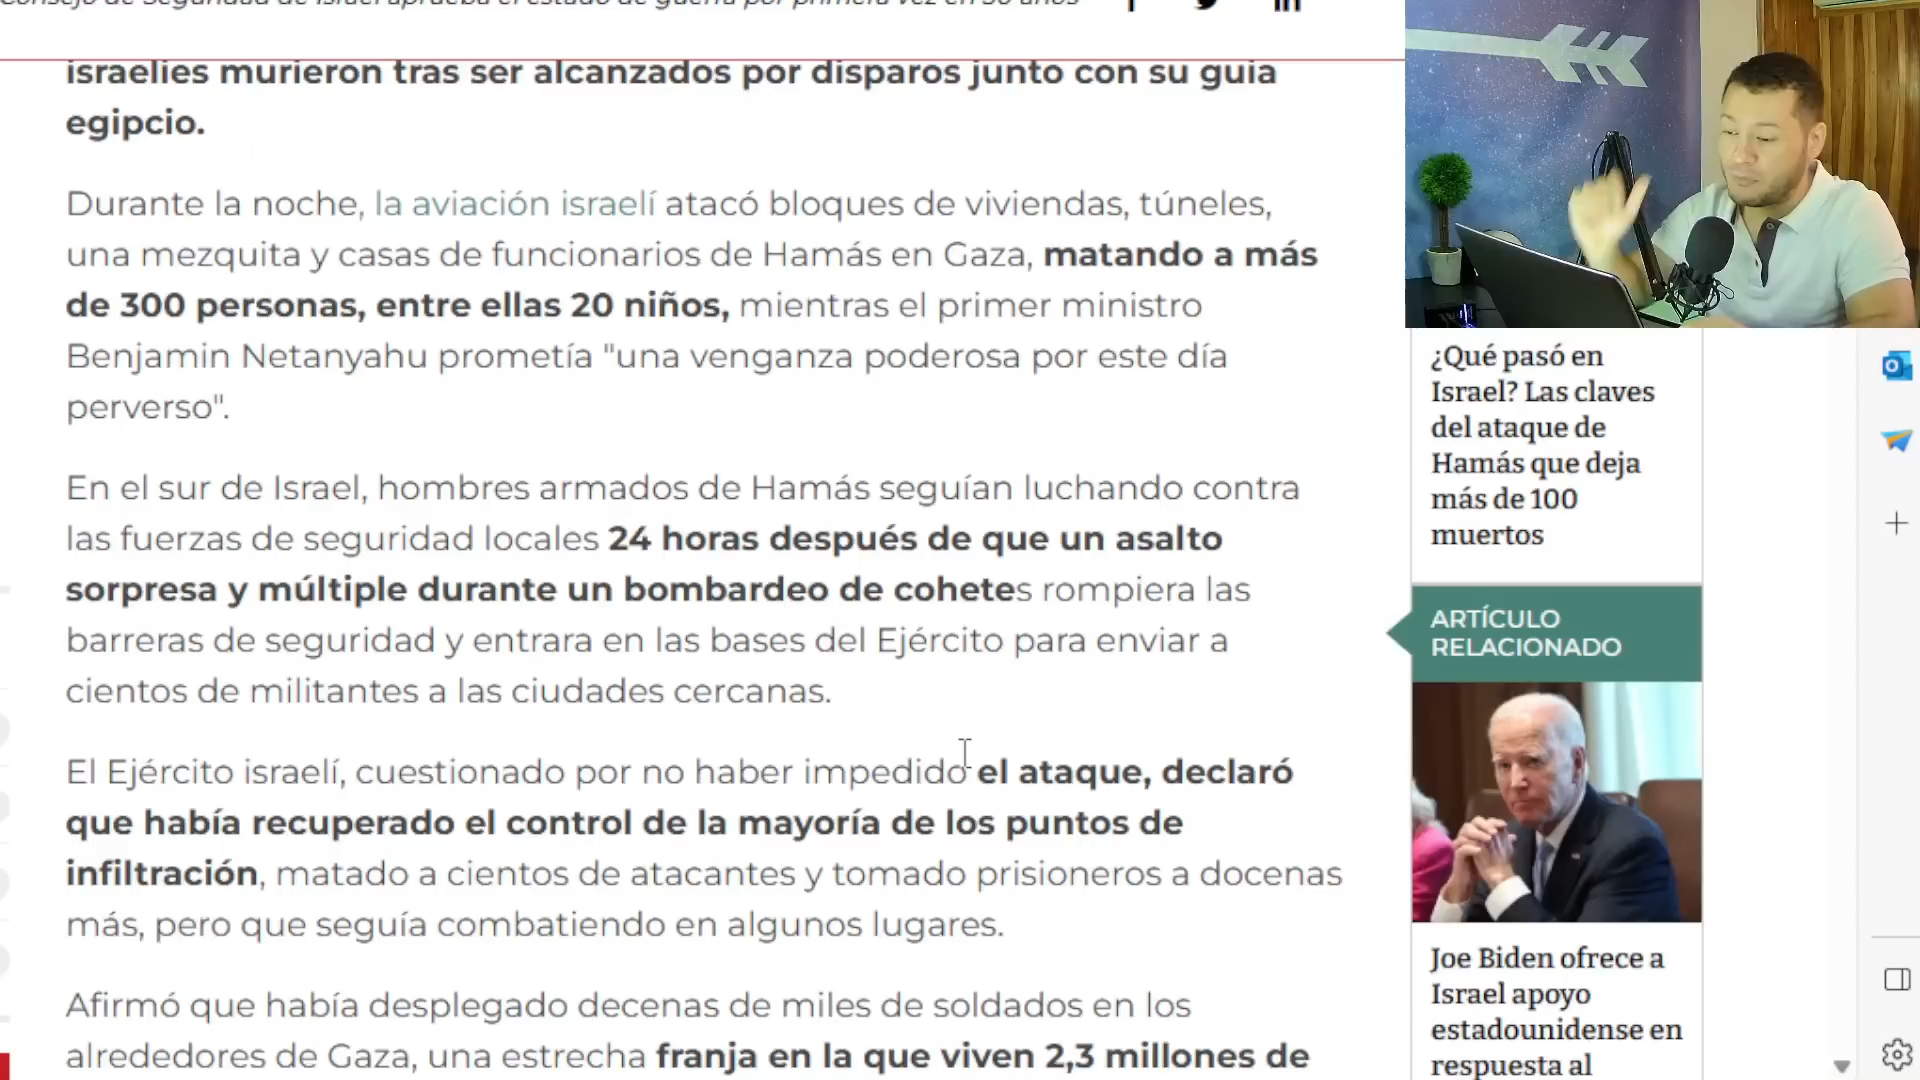 Consejo de Seguridad de Israel aprueba el estado de guerra por primera vez en 50 años
israelíes murieron tras ser alcanzados por disparos junto con su guía
egipcio.
Durante la noche, la aviación israelí atacó bloques de viviendas, túneles,
una mezquita y casas de funcionarios de Hamás en Gaza, matando a más
de 300 personas, entre ellas 20 niños, mientras el primer ministro
Benjamin Netanyahu prometía "una venganza poderosa por este día
perverso".
En el sur de Israel, hombres armados de Hamás seguían luchando contra
las fuerzas de seguridad locales 24 horas después de que un asalto
sorpresa y múltiple durante un bombardeo de cohetes rompiera las
barreras de seguridad y entrara en las bases del Ejército para enviar a
cientos de militantes a las ciudades cercanas.
El Ejército israelí, cuestionado por no haber impedido el ataque, declaró
que había recuperado el control de la mayoría de los puntos de
infiltración, matado a cientos de atacantes y tomado prisioneros a docenas
más, pero que seguía combatiendo en algunos lugares.
Afirmó que había desplegado decenas de miles de soldados en los
alrededores de Gaza, una estrecha franja en la que viven 2,3 millones de
¿Qué pasó en
Israel? Las claves
del ataque de
Hamás que deja
más de 100
muertos
ARTÍCULO
RELACIONADO
Joe Biden ofrece a
Israel apoyo
estadounidense en
respuesta al